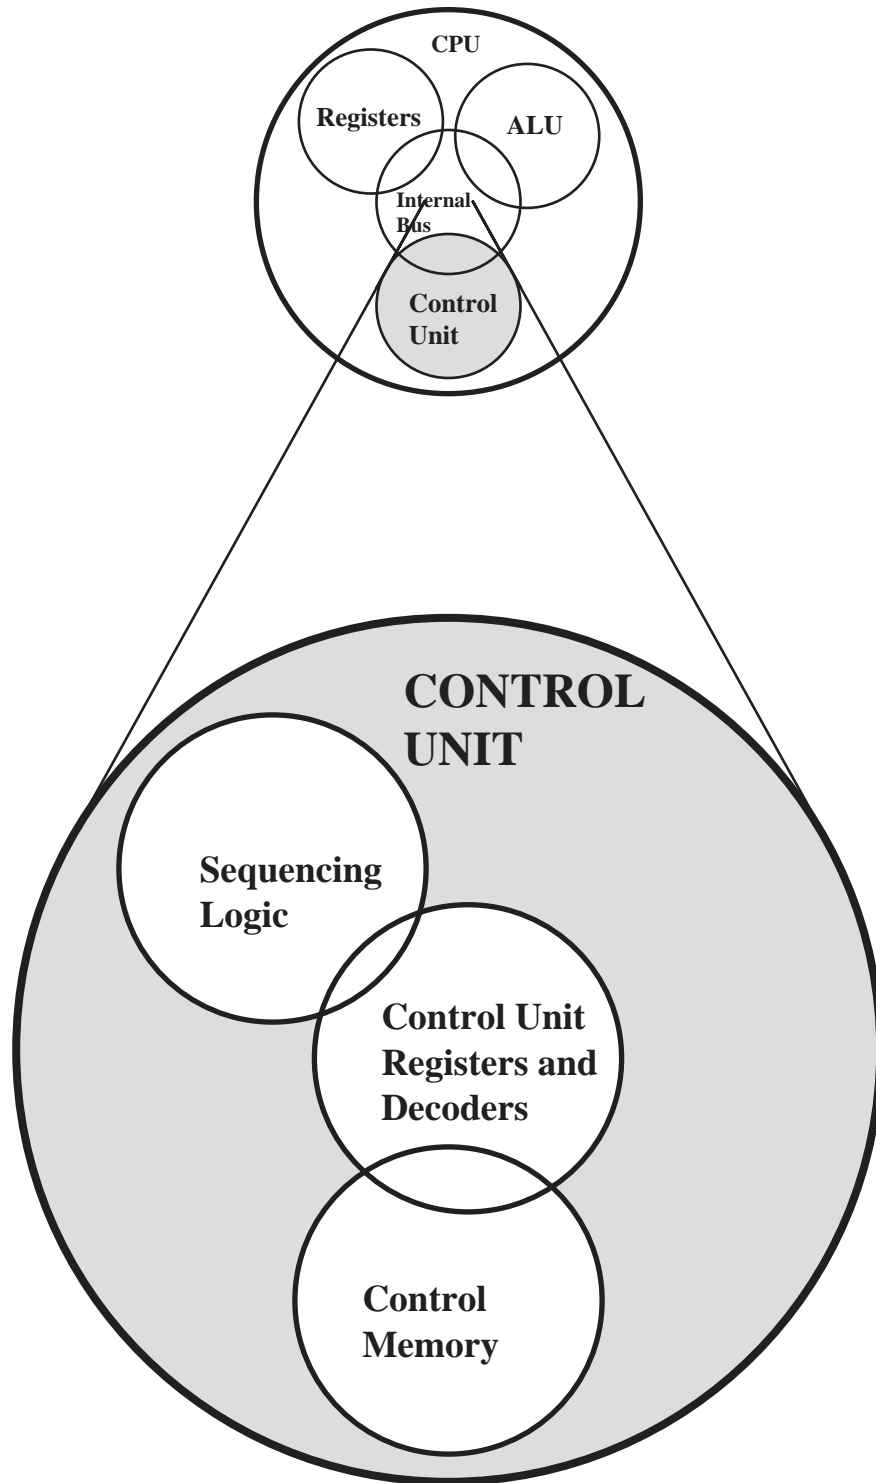 CPU
Registers
ALU
Internal
Bus
Control
Unit
CONTROL
UNIT
Sequencing
Logic
Control Unit
Registers and
Decoders
Control
Memory